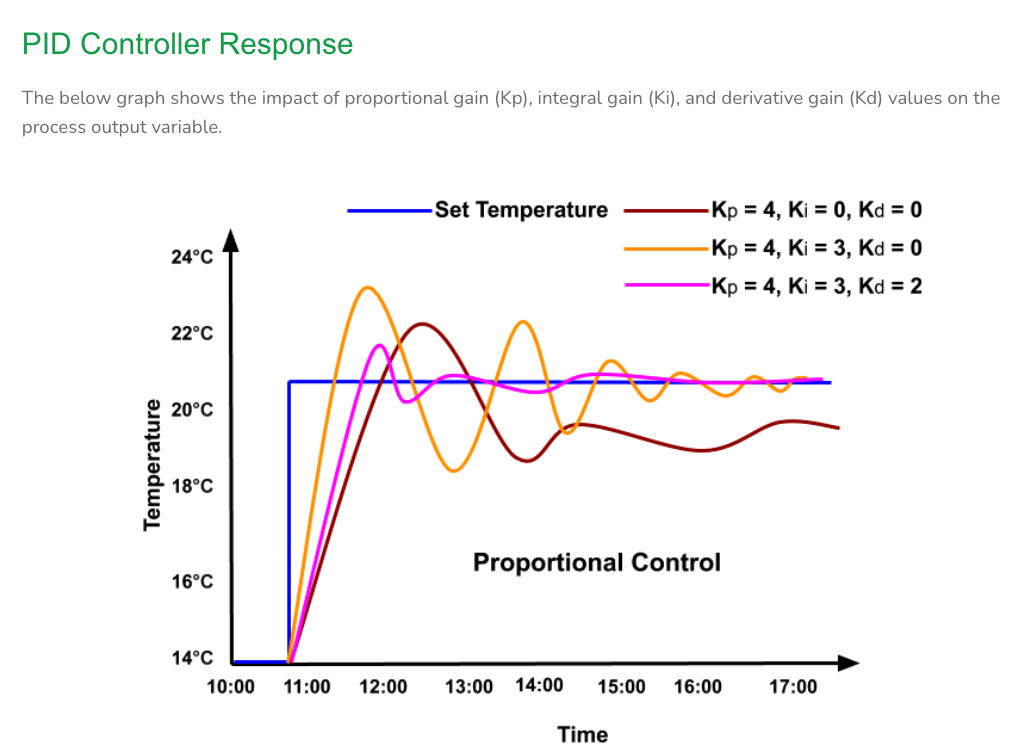 PID Controller Response
The below graph shows the impact of proportional gain (Kp), integral gain (Ki), and derivative gain (Kd) values on the
process output variable.
Set Temperature
Kp = 4, Ki = 0, Kd = 0
Kp = 4, Ki = 3, Kd = 0
Kp = 4, Ki = 3, Kd = 2
24°C
22°C
20°C
18°C
16°C
14°C
Temperature
Proportional Control
10:00 11:00 12:00 13:00 14:00 15:00 16:00 17:00
Time